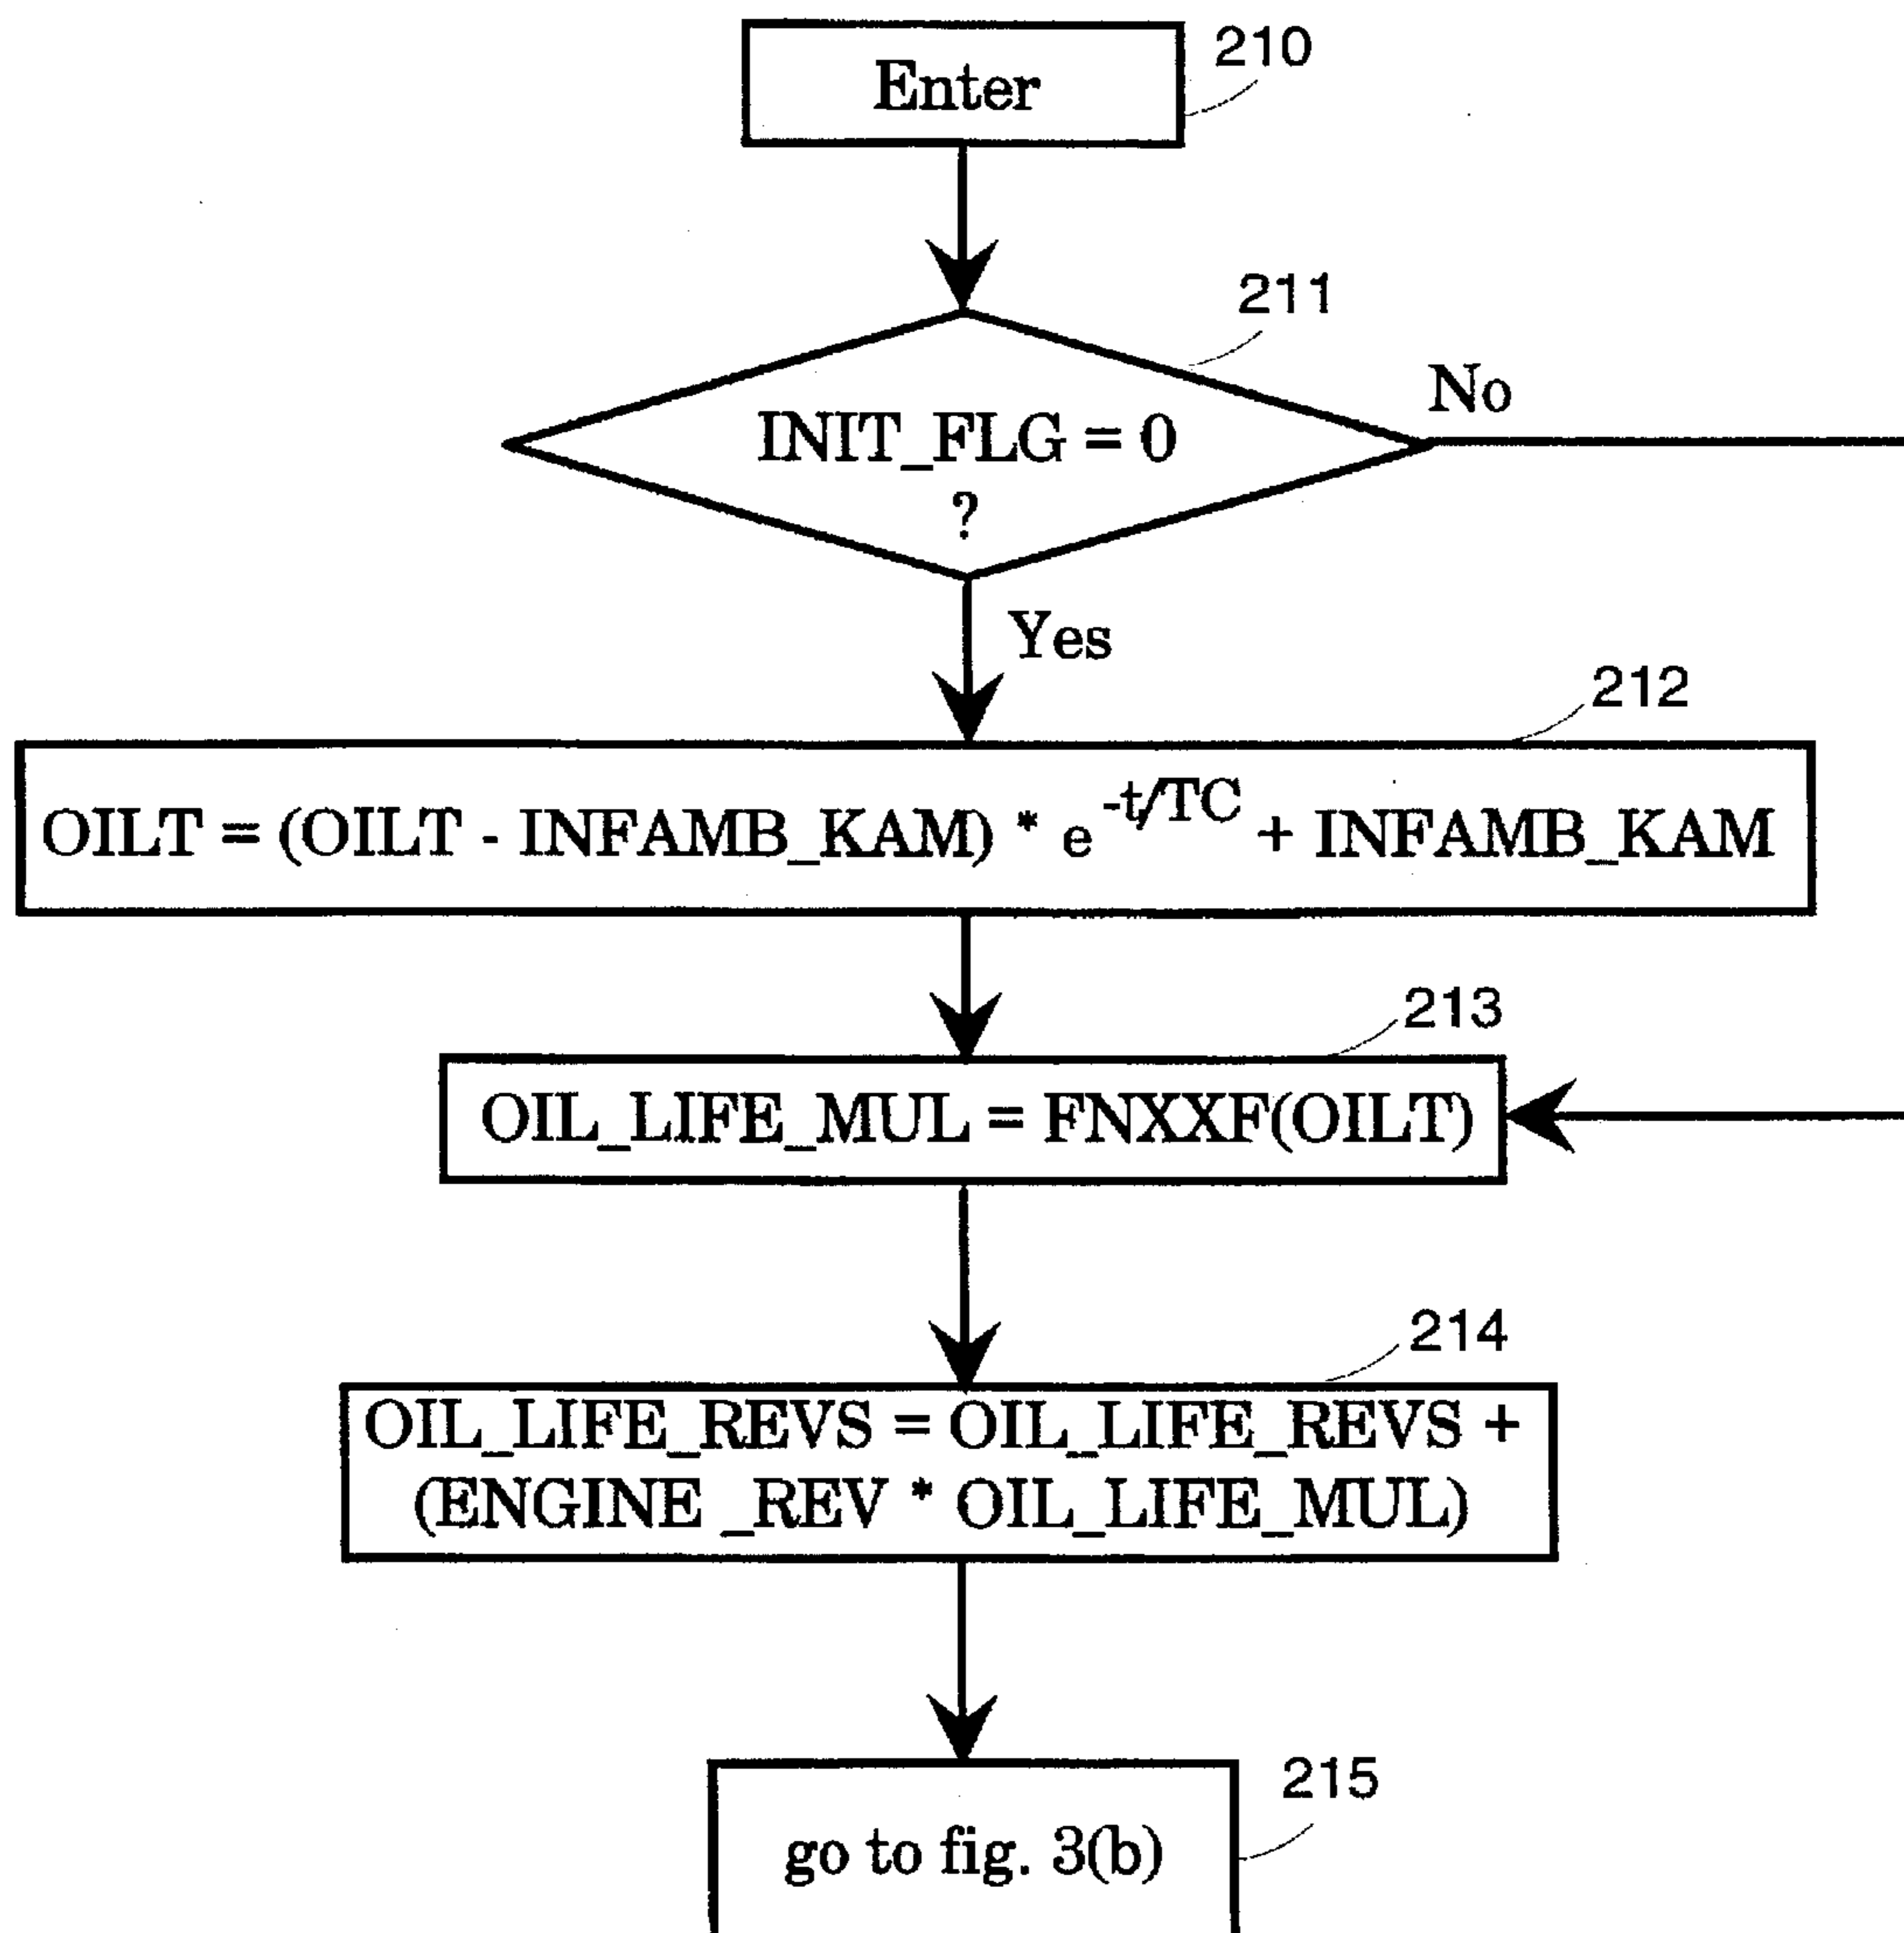 Enter
210
211
INIT_FLG = 0
?
No
Yes
212
OILT = (OILT - INFAMB_KAM) * e -t/TC + INFAMB_KAM
213
OIL_LIFE_MUL = FNXXF(OILT)
214
OIL_LIFE_REVS = OIL_LIFE_REVS +
(ENGINE _REV * OIL_LIFE_MUL)
215
go to fig. 3(b)